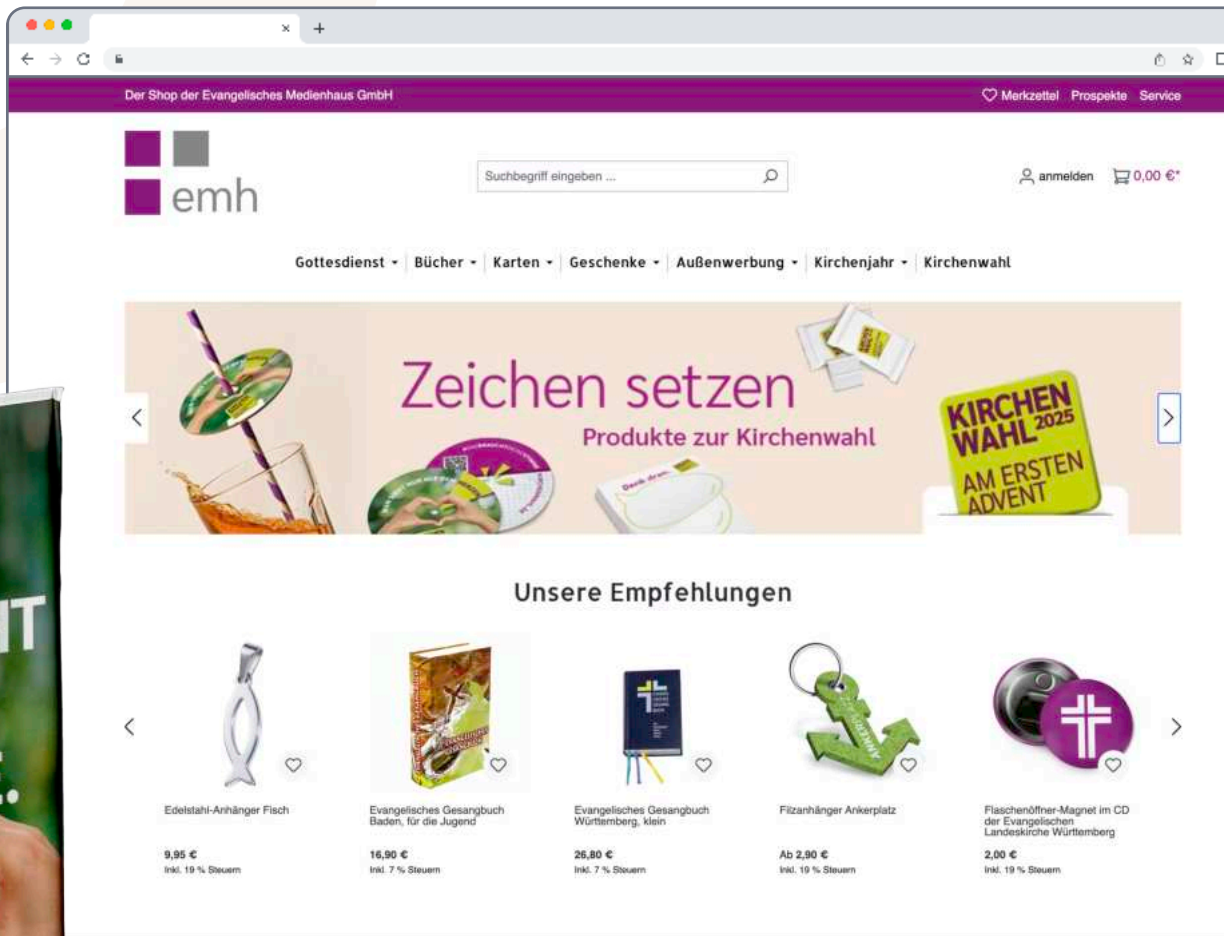 Der Shop der Evangelisches Medienhaus GmbH
Merkzettel Prospekte Service
emh
Suchbegriff eingeben ...
anmelden
0,00 €*
Gottesdienst
Bücher
Karten
Geschenke
Außenwerbung
Kirchenjahr
Kirchenwahl
Zeichen setzen
Produkte zur Kirchenwahl
Denk dran:
KIRCHEN
WAHL 2025
AM ERSTEN
ADVENT
Unsere Empfehlungen
ANKERPLATZ
Edelstahl-Anhänger Fisch
9,95 €
Inkl. 19 % Steuern
Evangelisches Gesangbuch
Baden, für die Jugend
16,90 €
Inkl. 7 % Steuern
Evangelisches Gesangbuch
Württemberg, klein
26,80 €
Inkl. 7 % Steuern
Filzanhänger Ankerplatz
Ab 2,90 €
Inkl. 19 % Steuern
Flaschenöffner-Magnet im CD
der Evangelischen
Landeskirche Württemberg
2,00 €
Inkl. 19 % Steuern